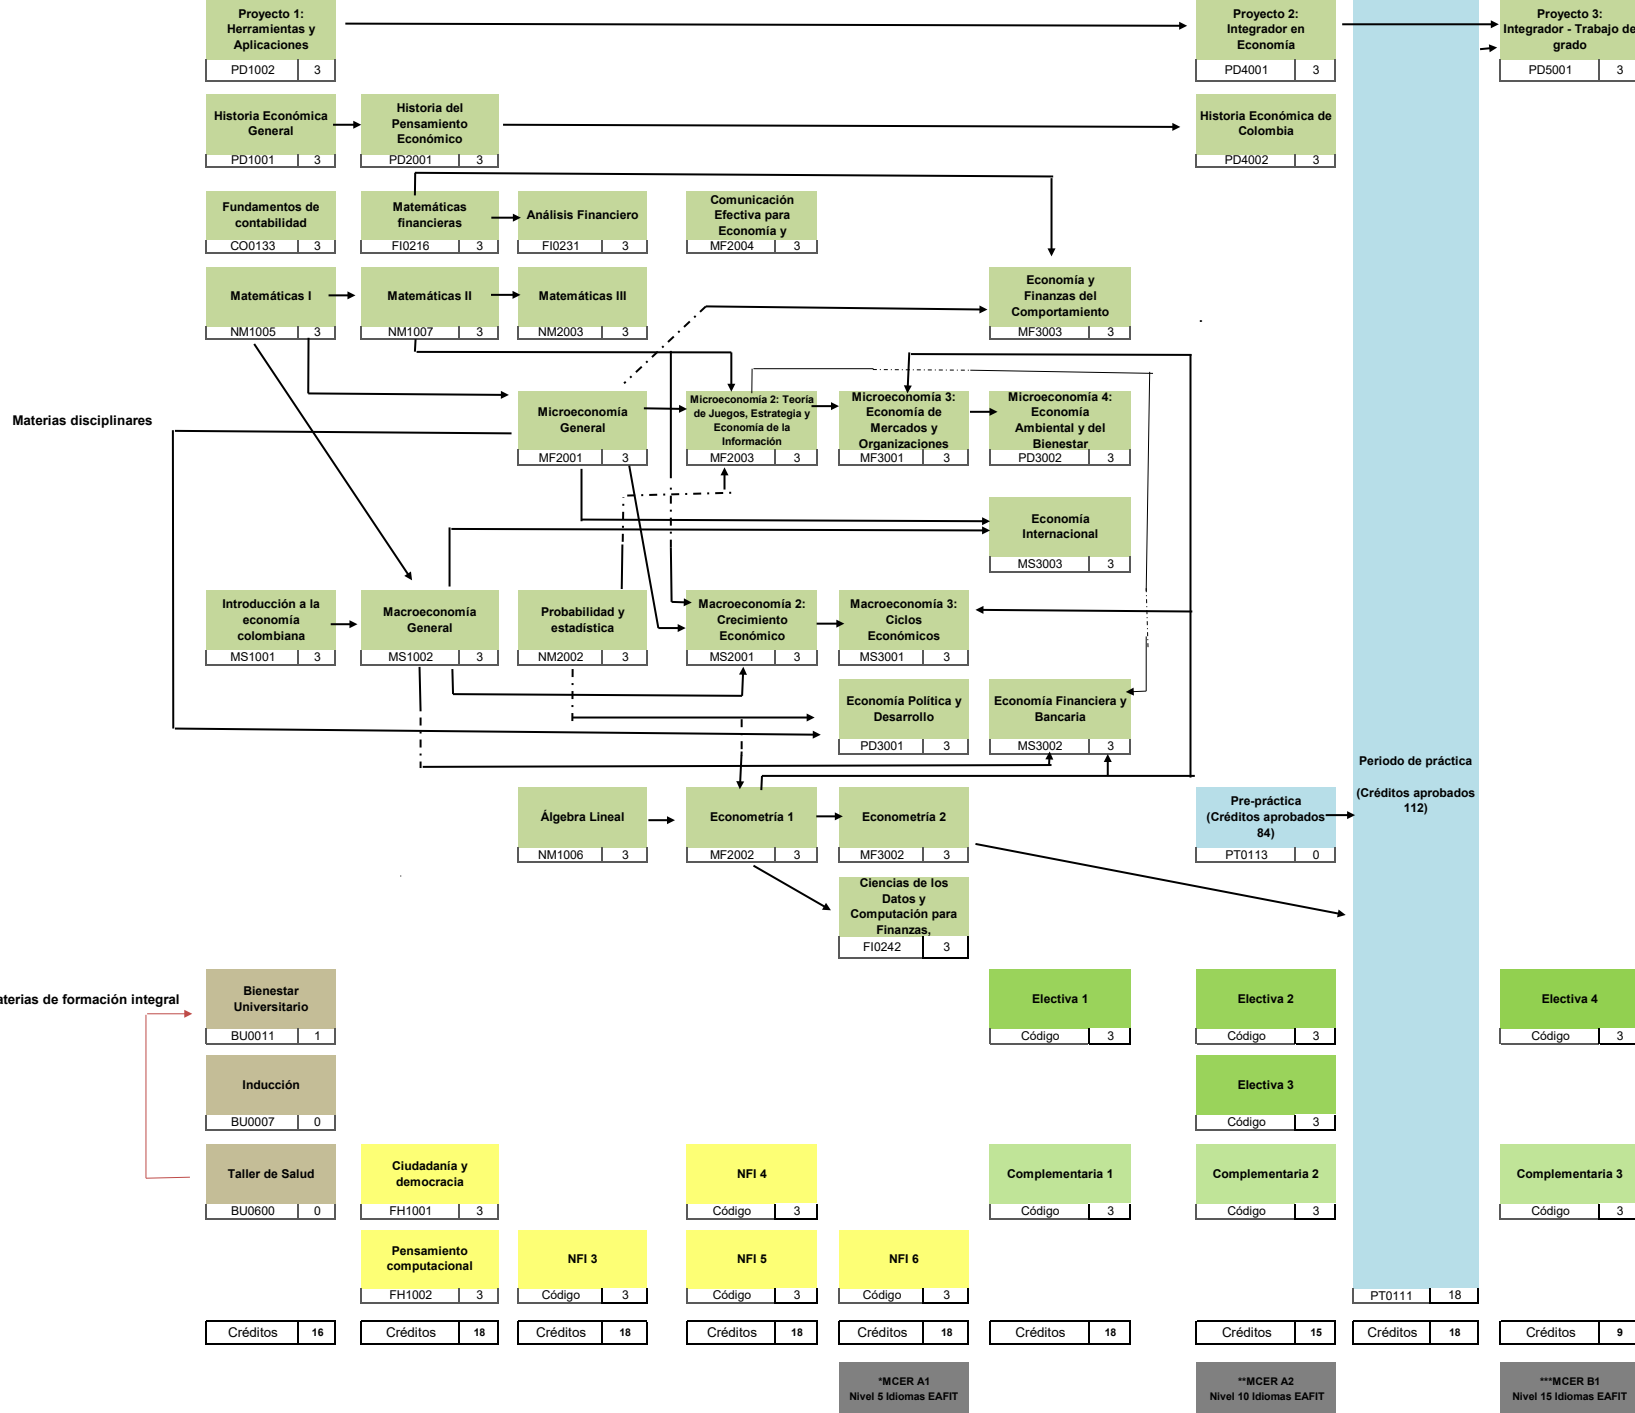 Proyecto 1:
Herramientas y
Aplicaciones
PD1002 3
Proyecto 2:
Integrador en
Economía
PD4001 3
Proyecto 3:
Integrador - Trabajo de
grado
PD5001 3
Historia Económica
General
PD1001 3
Historia del
Pensamiento
Económico
PD2001 3
Historia Económica de
Colombia
PD4002 3
Fundamentos de
contabilidad
CO0133 3
Matemáticas
financieras
FI0216 3
Análisis Financiero
FI0231 3
Comunicación
Efectiva para
Economía y
MF2004 3
Matemáticas I
NM1005 3
Matemáticas II
NM1007 3
Matemáticas III
NM2003 3
Economía y
Finanzas del
Comportamiento
MF3003 3
Materias disciplinares
Microeconomía
General
MF2001 3
Microeconomía 2: Teoría
de Juegos, Estrategia y
Economía de la
Información
MF2003 3
Microeconomía 3:
Economía de
Mercados y
Organizaciones
MF3001 3
Microeconomía 4:
Economía
Ambiental y del
Bienestar
PD3002 3
Economía
Internacional
MS3003 3
Introducción a la
economía
colombiana
MS1001 3
Macroeconomía
General
MS1002 3
Probabilidad y
estadística
NM2002 3
Macroeconomía 2:
Crecimiento
Económico
MS2001 3
Macroeconomía 3:
Ciclos
Económicos
MS3001 3
Economía Política y
Desarrollo
PD3001 3
Economía Financiera y
Bancaria
MS3002 3
Periodo de práctica
(Créditos aprobados
112)
Álgebra Lineal
NM1006 3
Econometría 1
MF2002 3
Econometría 2
MF3002 3
Pre-práctica
(Créditos aprobados
84)
PT0113 0
Ciencias de los
Datos y
Computación para
Finanzas,
FI0242 3
aterias de formación integral
Bienestar
Universitario
BU0011 1
Electiva 1
Código 3
Electiva 2
Código 3
Electiva 4
Código 3
Inducción
BU0007 0
Electiva 3
Código 3
Taller de Salud
BU0600 0
Ciudadanía y
democracia
FH1001 3
NFI 4
Código 3
Complementaria 1
Código 3
Complementaria 2
Código 3
Complementaria 3
Código 3
Pensamiento
computacional
FH1002 3
NFI 3
Código 3
NFI 5
Código 3
NFI 6
Código 3
PT0111 18
Créditos 16
Créditos 18
Créditos 18
Créditos 18
Créditos 18
Créditos 18
Créditos 15
Créditos 18
Créditos 9
*MCER A1
Nivel 5 Idiomas EAFIT
**MCER A2
Nivel 10 Idiomas EAFIT
***MCER B1
Nivel 15 Idiomas EAFIT